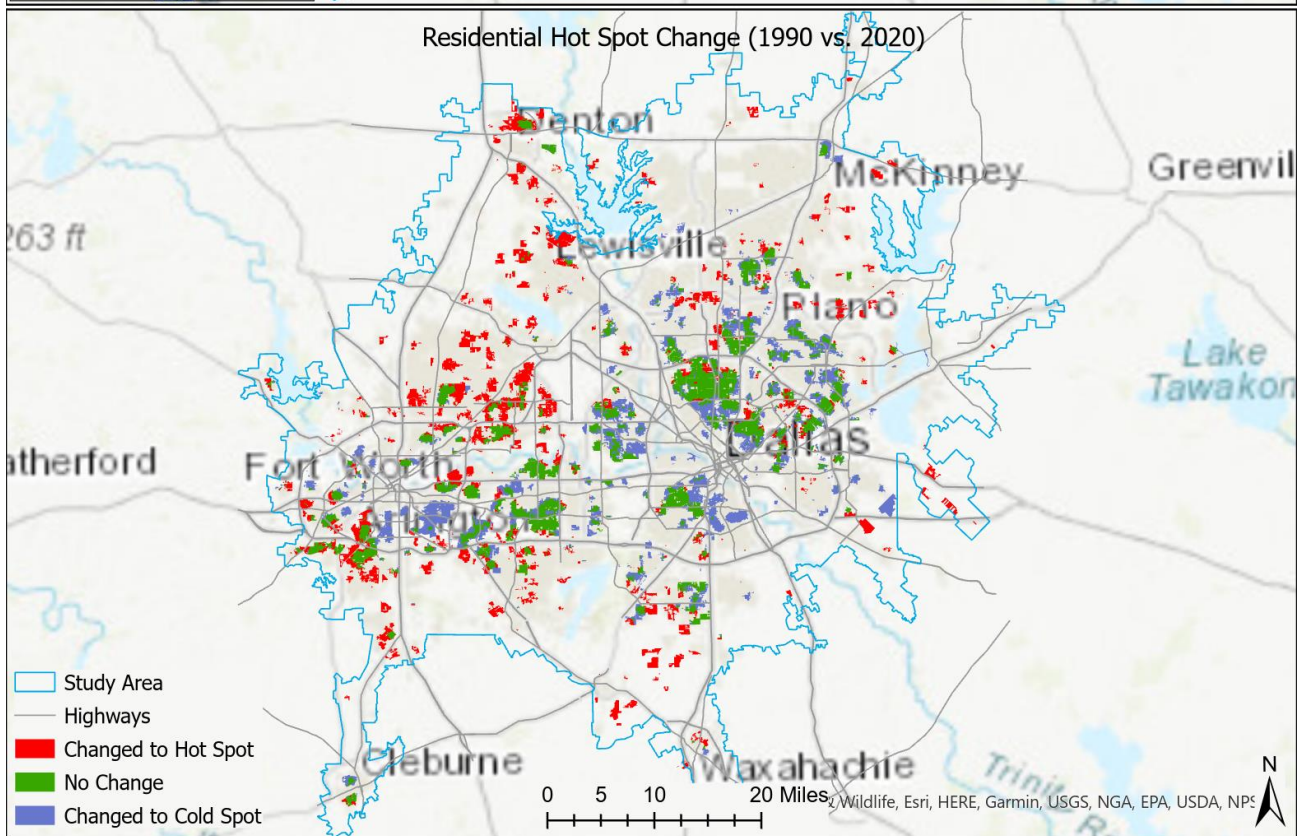 Residential Hot Spot Change (1990 vs. 2020)
Denton
McKinney
Greenvil
263 ft
Lewisville
Plano
Lake
Tawakon
Dallas
atherford
Fort Worth
Arlington
Study Area
Highways
Changed to Hot Spot
No Change
Changed to Cold Spot
Cleburne
Waxahachie
Trinity R
0 5 10 20 Miles
Wildlife, Esri, HERE, Garmin, USGS, NGA, EPA, USDA, NPS
N